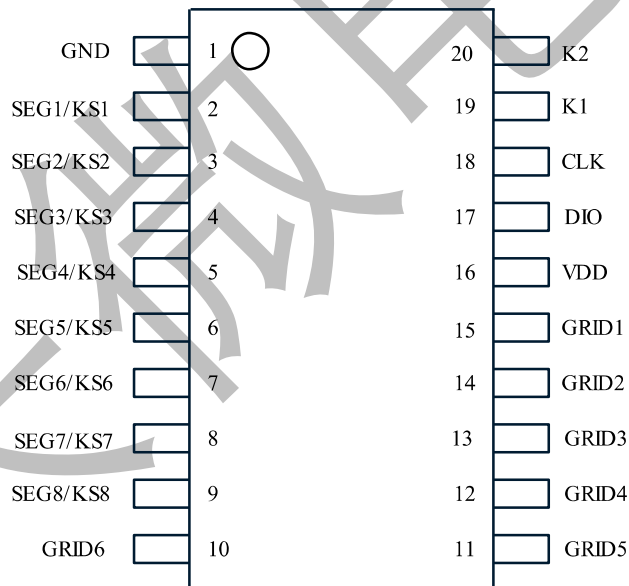 GND 1 20 K2
SEG1/KS1 2 19 K1
SEG2/KS2 3 18 CLK
SEG3/KS3 4 17 DIO
SEG4/KS4 5 16 VDD
SEG5/KS5 6 15 GRID1
SEG6/KS6 7 14 GRID2
SEG7/KS7 8 13 GRID3
SEG8/KS8 9 12 GRID4
GRID6 10 11 GRID5
微